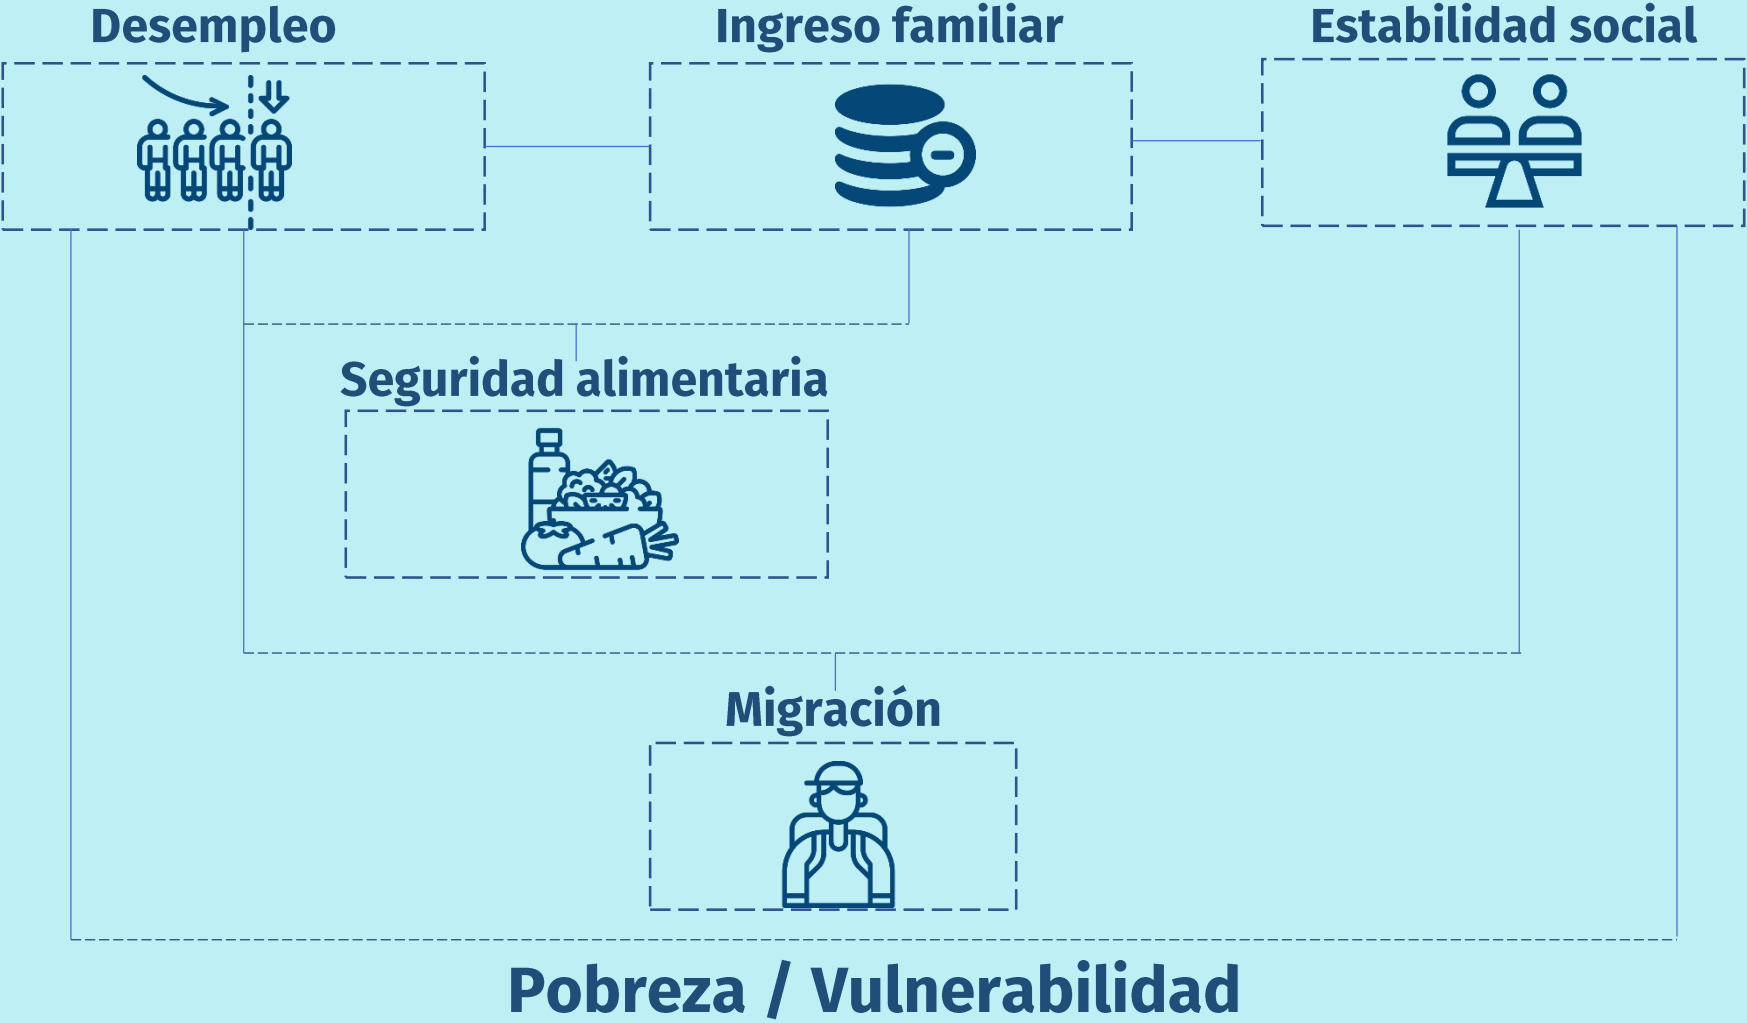 Desempleo
Ingreso familiar
Estabilidad social
Seguridad alimentaria
Migración
Pobreza / Vulnerabilidad